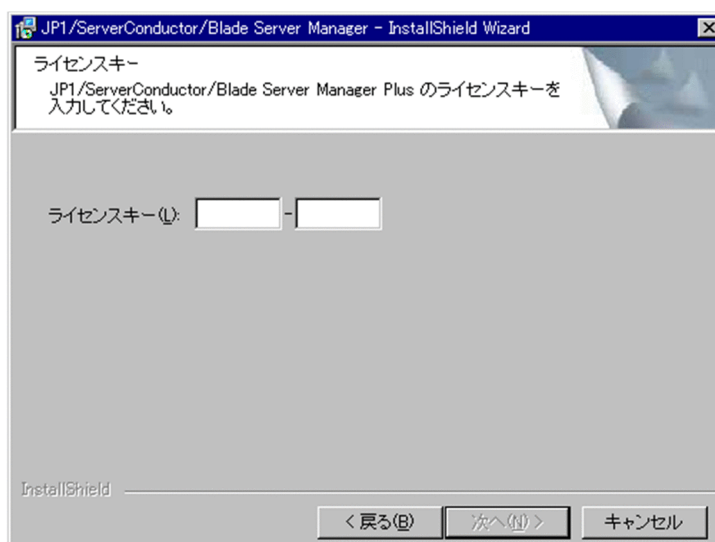 JP1/ServerConductor/Blade Server Manager - InstallShield Wizard
ライセンスキー
JP1/ServerConductor/Blade Server Manager Plus のライセンスキーを
入力してください。
ライセンスキー(L): -
InstallShield
< 戻る(B) 次へ(N) > キャンセル